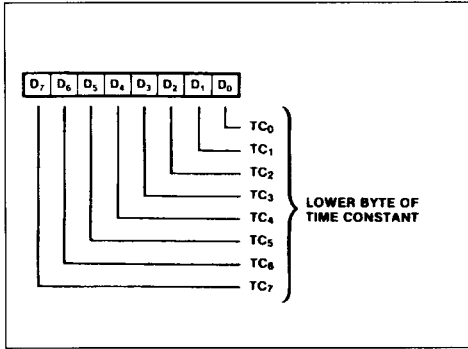 D7 D6 D5 D4 D3 D2 D1 D0
TC0
TC1
TC2
TC3
TC4
TC5
TC6
TC7
LOWER BYTE OF
TIME CONSTANT